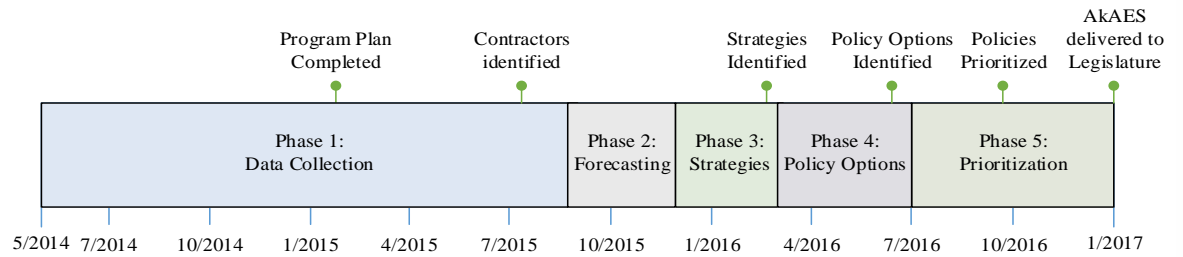 Program Plan
Completed
Contractors
identified
Strategies
Identified
Policy Options
Identified
Policies
Prioritized
AkAES
delivered to
Legislature
Phase 1:
Data Collection
Phase 2:
Forecasting
Phase 3:
Strategies
Phase 4:
Policy Options
Phase 5:
Prioritization
5/2014 7/2014 10/2014 1/2015 4/2015 7/2015 10/2015 1/2016 4/2016 7/2016 10/2016 1/2017